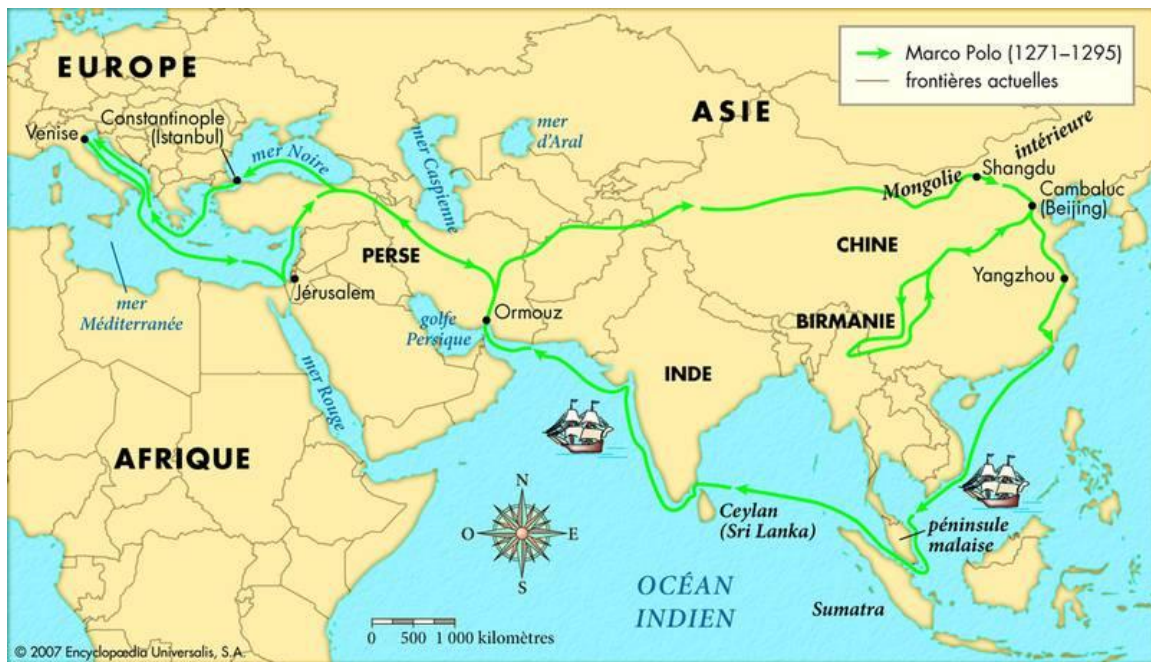 Marco Polo (1271–1295)
frontières actuelles
EUROPE
ASIE
Constantinople
(Istanbul)
Venise
mer Noire
mer Caspienne
mer
d'Aral
Mongolie
intérieure
Shangdu
Cambaluc
(Beijing)
PERSE
CHINE
Jérusalem
Yangzhou
mer
Méditerranée
Ormouz
golfe
Persique
BIRMANIE
INDE
mer Rouge
AFRIQUE
N
O
E
S
Ceylan
(Sri Lanka)
péninsule
malaise
OCÉAN
INDIEN
Sumatra
0 500 1 000 kilomètres
© 2007 Encyclopædia Universalis, S.A.